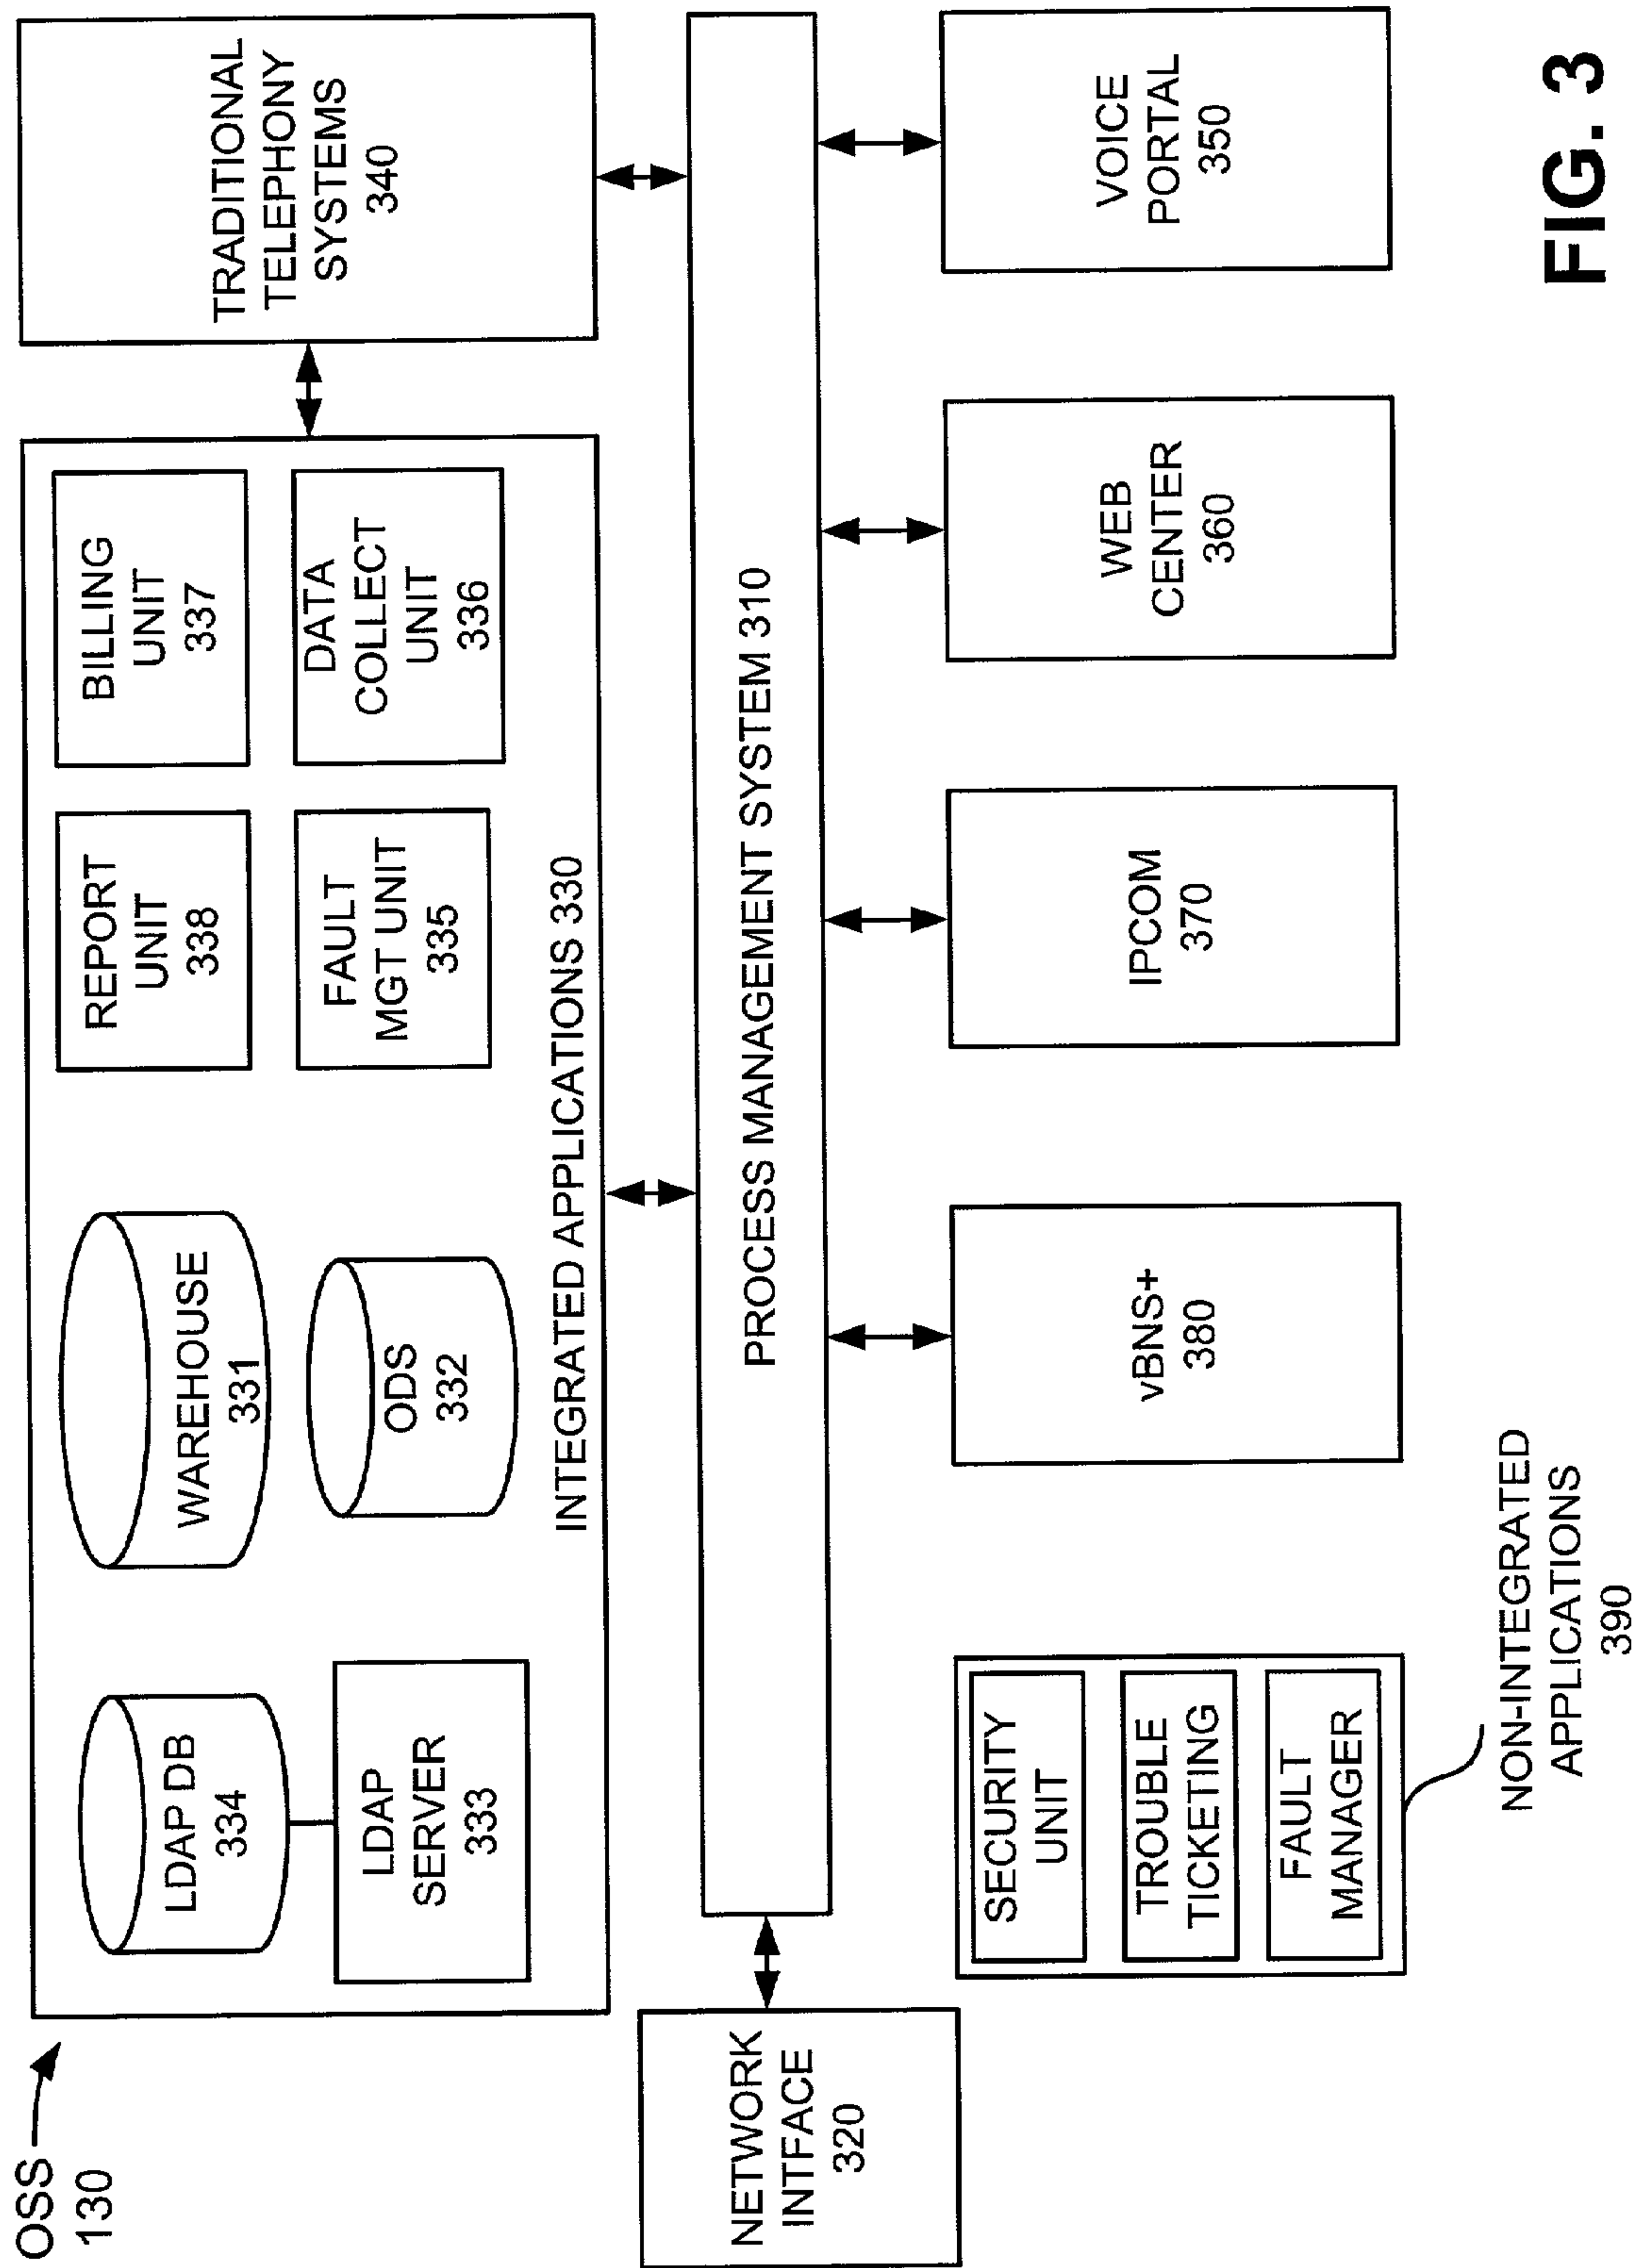 OSS
130
LDAP DB
334
LDAP
SERVER
333
WAREHOUSE
331
ODS
332
REPORT
UNIT
338
BILLING
UNIT
337
FAULT
MGT UNIT
335
DATA
COLLECT
UNIT
336
INTEGRATED APPLICATIONS 330
TRADITIONAL
TELEPHONY
SYSTEMS
340
NETWORK
INTFACE
320
PROCESS MANAGEMENT SYSTEM 310
SECURITY
UNIT
TROUBLE
TICKETING
FAULT
MANAGER
NON-INTEGRATED
APPLICATIONS
390
vBNS+
380
IPCOM
370
WEB
CENTER
360
VOICE
PORTAL
350
FIG. 3